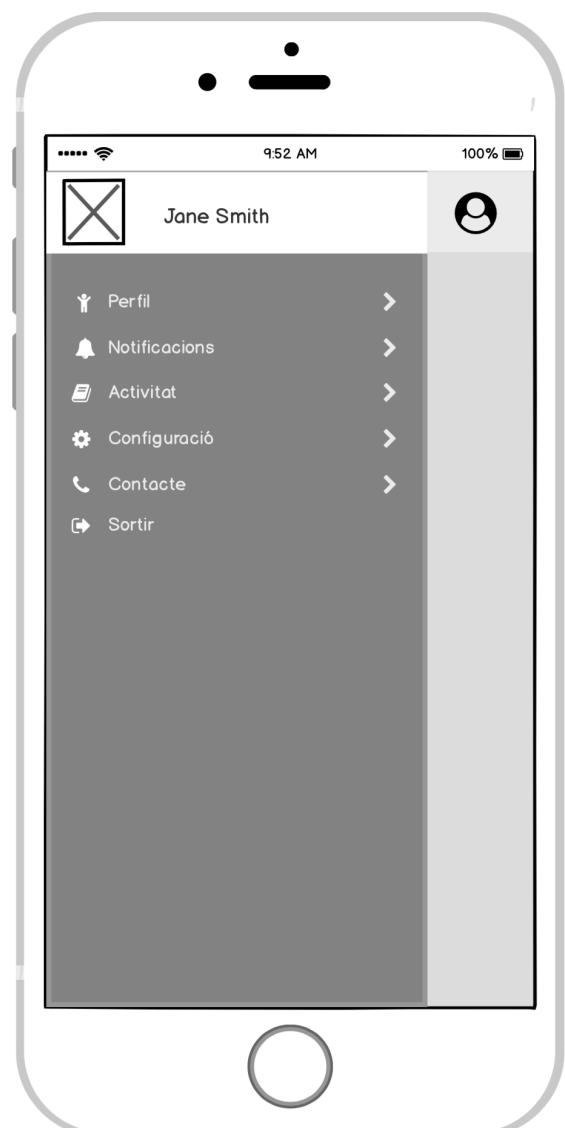 9:52 AM 100%
Jane Smith
Perfil
Notificacions
Activitat
Configuració
Contacte
Sortir